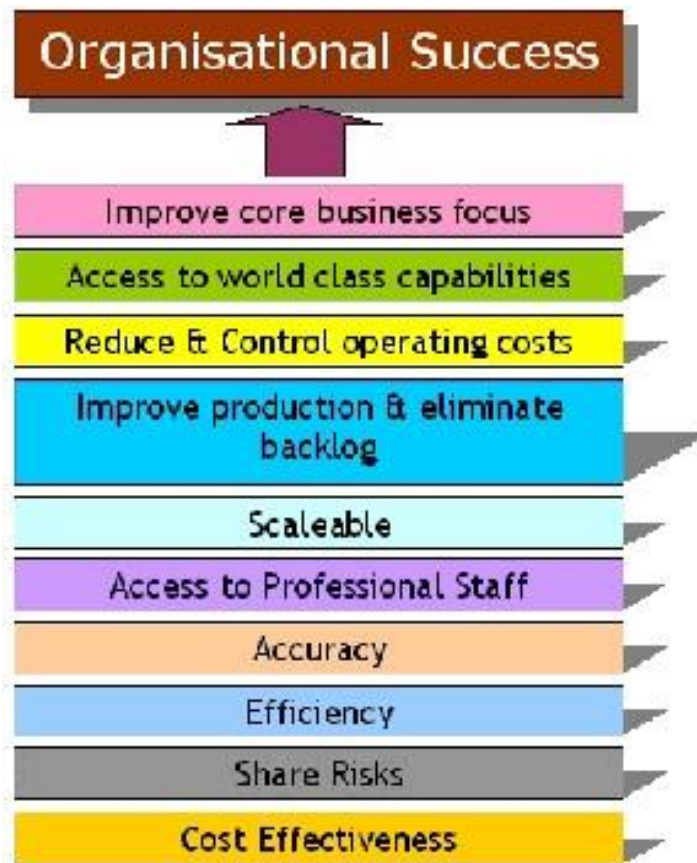 Organisational Success
Improve core business focus
Access to world class capabilities
Reduce & Control operating costs
Improve production & eliminate
backlog
Scaleable
Access to Professional Staff
Accuracy
Efficiency
Share Risks
Cost Effectiveness